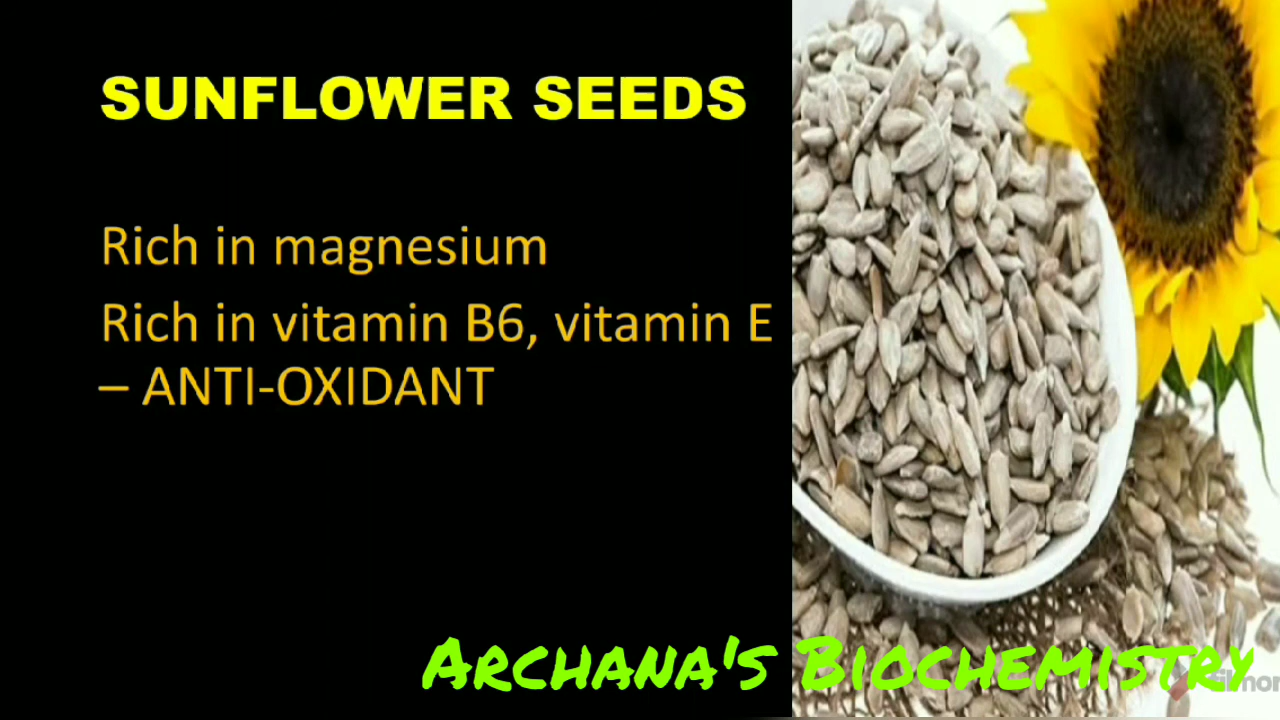 SUNFLOWER SEEDS
Rich in magnesium
Rich in vitamin B6, vitamin E
– ANTI-OXIDANT
ARCHANA'S BIOCHEMISTRY